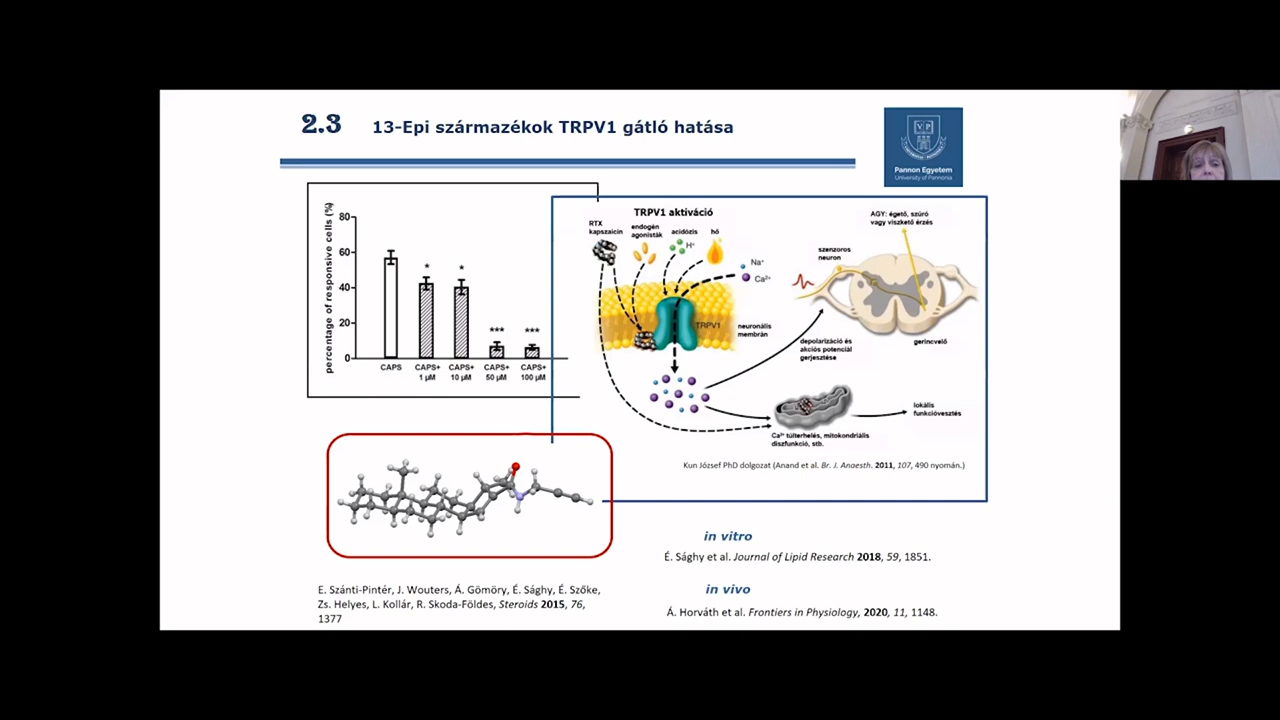 2.3 13-Epi származékok TRPV1 gátló hatása
VP
Pannon Egyetem
University of Pannonia
percentage of responsive cells (%)
80
60
40
20
0
*
*
***
***
CAPS
CAPS+
1 µM
CAPS+
10 µM
CAPS+
50 µM
CAPS+
100 µM
TRPV1 aktiváció
RTX
kapszaicin
endogén
agonisták
acidózis
hő
H⁺
Na⁺
Ca²⁺
TRPV1
neuronális
membrán
AGY: égető, szúró
vagy viszkető érzés
szenzoros
neuron
depolarizáció és
akciós potenciál
gerjesztése
gerincvelő
lokális
funkcióvesztés
Ca²⁺ túlterhelés, mitokondriális
diszfunkció, stb.
Kun József PhD dolgozat (Anand et al. Br. J. Anaesth. 2011, 107, 490 nyomán.)
in vitro
É. Sághy et al. Journal of Lipid Research 2018, 59, 1851.
in vivo
Á. Horváth et al. Frontiers in Physiology, 2020, 11, 1148.
E. Szánti-Pintér, J. Wouters, Á. Gömöry, É. Sághy, É. Szőke,
Zs. Helyes, L. Kollár, R. Skoda-Földes, Steroids 2015, 76,
1377